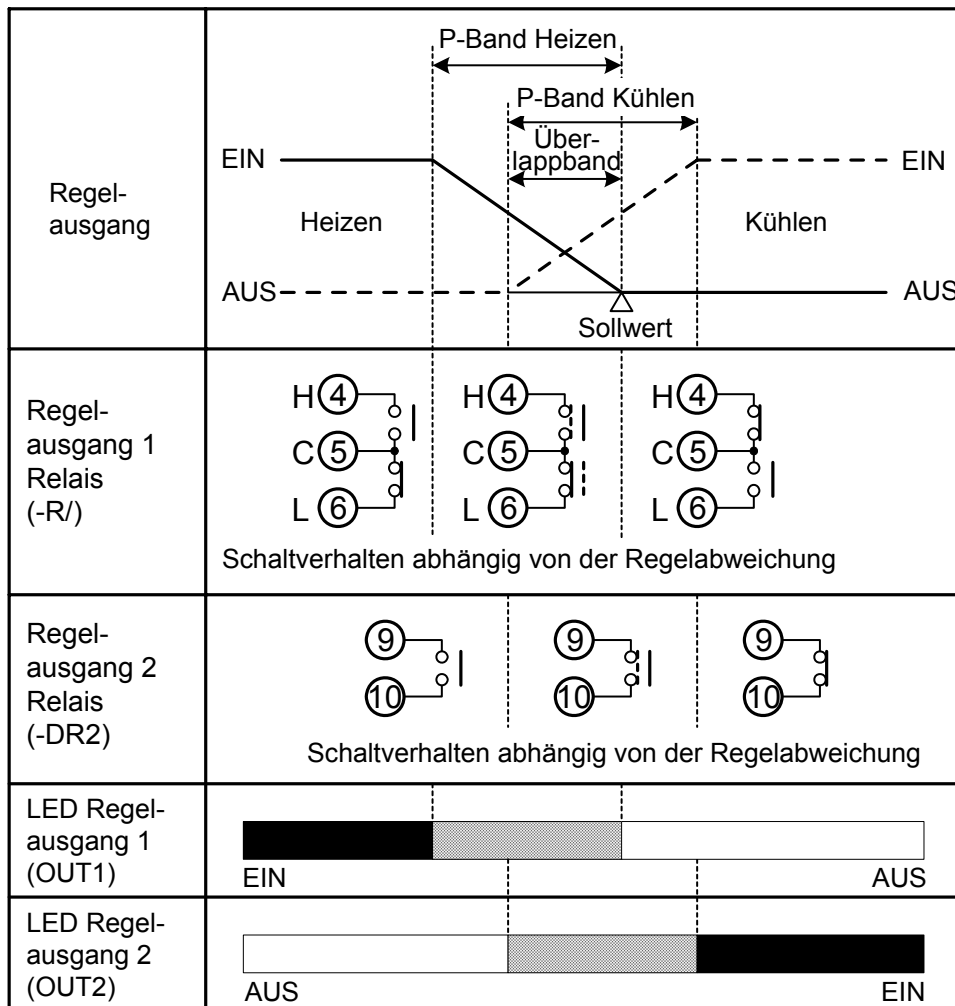 P-Band Heizen
P-Band Kühlen
Über-
lappband
EIN
EIN
Regel-
ausgang
Heizen
Kühlen
AUS
AUS
Sollwert
Regel-
ausgang 1
Relais
(-R/)
H 4
C 5
L 6
H 4
C 5
L 6
H 4
C 5
L 6
Schaltverhalten abhängig von der Regelabweichung
Regel-
ausgang 2
Relais
(-DR2)
9
10
9
10
9
10
Schaltverhalten abhängig von der Regelabweichung
LED Regel-
ausgang 1
(OUT1)
EIN
AUS
LED Regel-
ausgang 2
(OUT2)
AUS
EIN